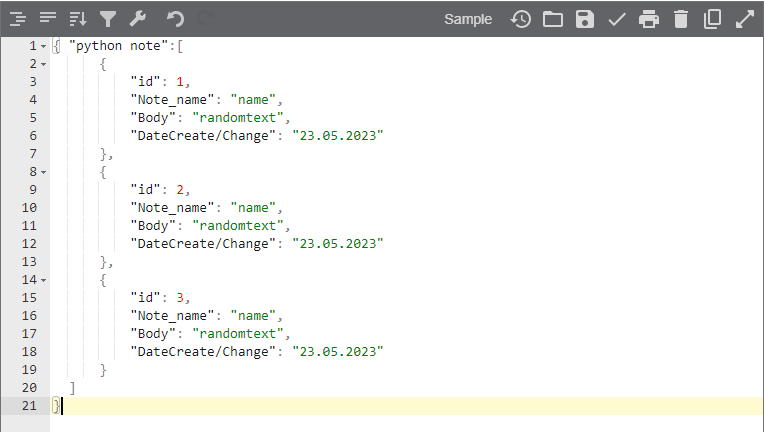 Sample
1 { "python note":[
2 {
3 "id": 1,
4 "Note_name": "name",
5 "Body": "randomtext",
6 "DateCreate/Change": "23.05.2023"
7 },
8 {
9 "id": 2,
10 "Note_name": "name",
11 "Body": "randomtext",
12 "DateCreate/Change": "23.05.2023"
13 },
14 {
15 "id": 3,
16 "Note_name": "name",
17 "Body": "randomtext",
18 "DateCreate/Change": "23.05.2023"
19 }
20 ]
21 }